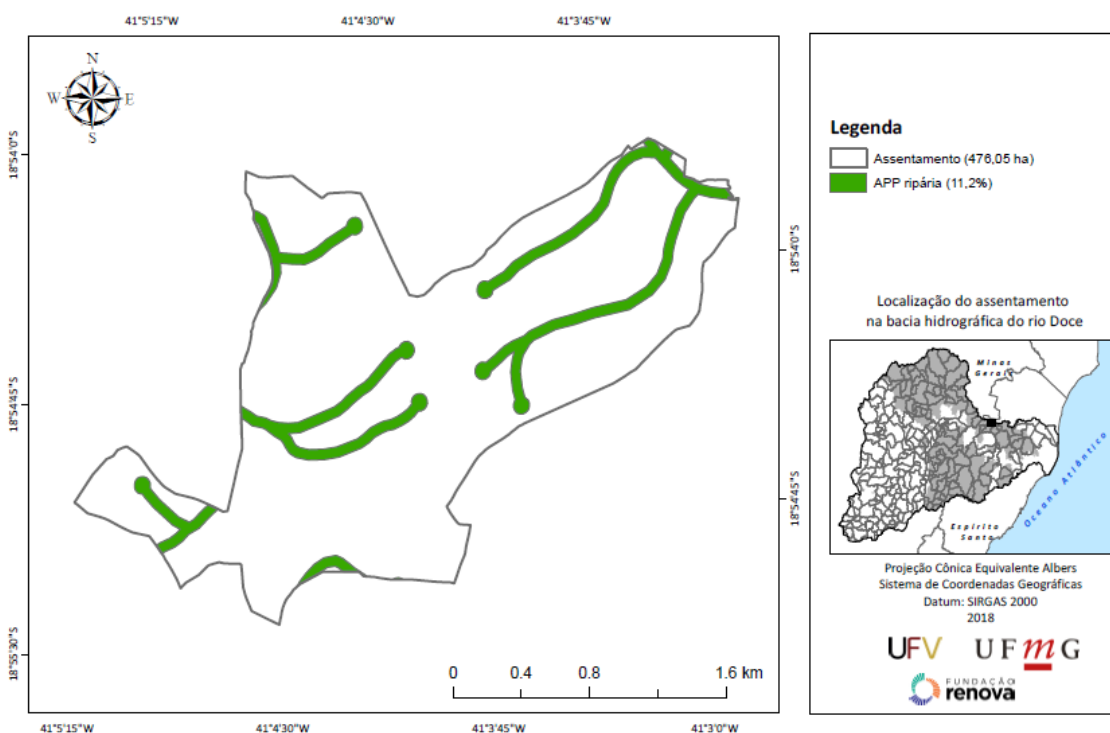 41°5'15"W 41°4'30"W 41°3'45"W
N
W E
S
18°54'0"S
18°54'45"S
18°55'30"S
18°54'0"S
18°54'45"S
0 0.4 0.8 1.6 km
41°5'15"W 41°4'30"W 41°3'45"W 41°3'0"W
Legenda
Assentamento (476,05 ha)
APP ripária (11,2%)
Localização do assentamento
na bacia hidrográfica do rio Doce
Minas
Gerais
Oceano Atlântico
Espírito
Santo
Projeção Cônica Equivalente Albers
Sistema de Coordenadas Geográficas
Datum: SIRGAS 2000
2018
UFV UFmG
FUNDAÇÃO
renova